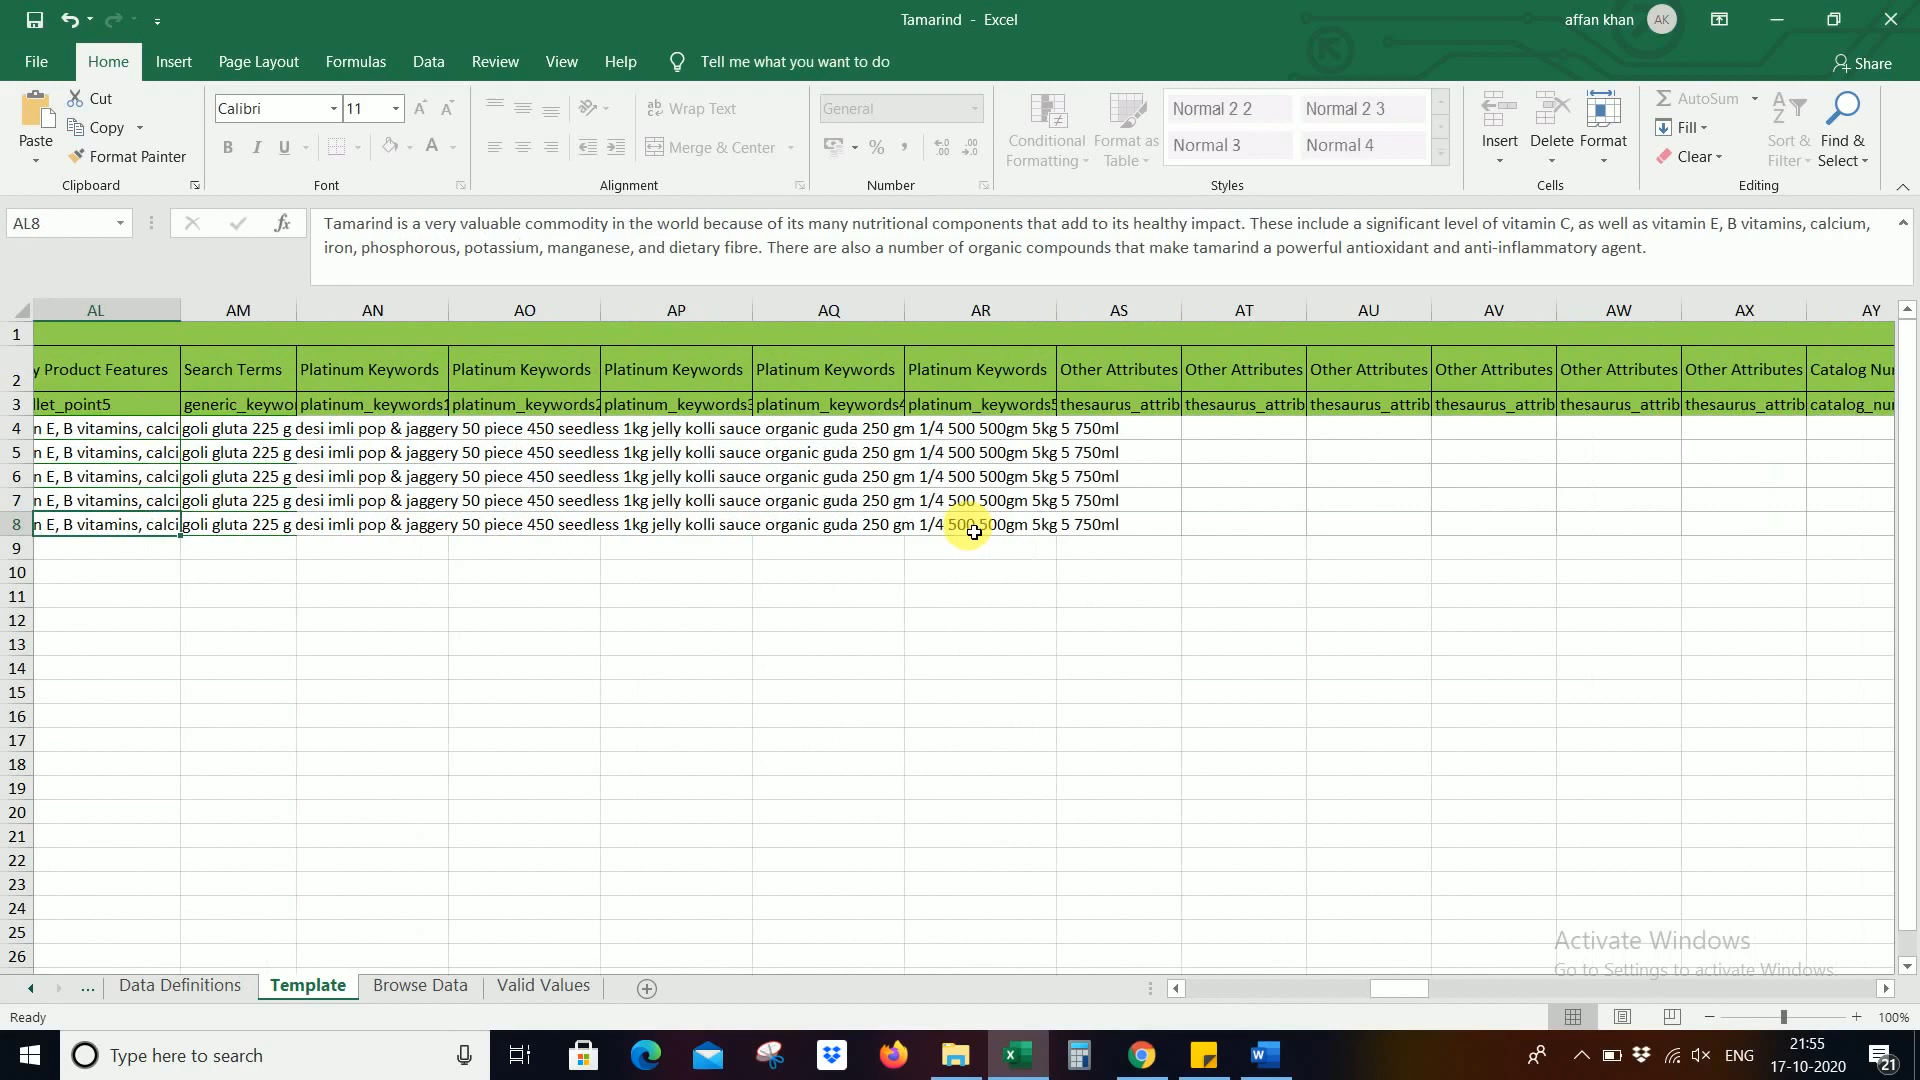 Tamarind - Excel
affan khan AK
File Home Insert Page Layout Formulas Data Review View Help Tell me what you want to do Share
Cut
Copy
Format Painter
Paste
Calibri 11
B I U
Wrap Text
Merge & Center
General
Conditional Formatting
Format as Table
Normal 2 2 Normal 2 3
Normal 3 Normal 4
Insert Delete Format
AutoSum
Fill
Clear
Sort & Filter
Find & Select
Clipboard Font Alignment Number Styles Cells Editing
AL8
fx
Tamarind is a very valuable commodity in the world because of its many nutritional components that add to its healthy impact. These include a significant level of vitamin C, as well as vitamin E, B vitamins, calcium,
iron, phosphorous, potassium, manganese, and dietary fibre. There are also a number of organic compounds that make tamarind a powerful antioxidant and anti-inflammatory agent.
AL AM AN AO AP AQ AR AS AT AU AV AW AX AY
1
2 y Product Features Search Terms Platinum Keywords Platinum Keywords Platinum Keywords Platinum Keywords Platinum Keywords Other Attributes Other Attributes Other Attributes Other Attributes Other Attributes Other Attributes Catalog Nu
3 llet_point5 generic_keywo platinum_keywords1 platinum_keywords2 platinum_keywords3 platinum_keywords4 platinum_keywords5 thesaurus_attrib thesaurus_attrib thesaurus_attrib thesaurus_attrib thesaurus_attrib thesaurus_attrib catalog_nu
4 n E, B vitamins, calci goli gluta 225 g desi imli pop & jaggery 50 piece 450 seedless 1kg jelly kolli sauce organic guda 250 gm 1/4 500 500gm 5kg 5 750ml
5 n E, B vitamins, calci goli gluta 225 g desi imli pop & jaggery 50 piece 450 seedless 1kg jelly kolli sauce organic guda 250 gm 1/4 500 500gm 5kg 5 750ml
6 n E, B vitamins, calci goli gluta 225 g desi imli pop & jaggery 50 piece 450 seedless 1kg jelly kolli sauce organic guda 250 gm 1/4 500 500gm 5kg 5 750ml
7 n E, B vitamins, calci goli gluta 225 g desi imli pop & jaggery 50 piece 450 seedless 1kg jelly kolli sauce organic guda 250 gm 1/4 500 500gm 5kg 5 750ml
8 n E, B vitamins, calci goli gluta 225 g desi imli pop & jaggery 50 piece 450 seedless 1kg jelly kolli sauce organic guda 250 gm 1/4 500 500gm 5kg 5 750ml
9
10
11
12
13
14
15
16
17
18
19
20
21
22
23
24
25
26
Activate Windows
Go to Settings to activate Windows.
... Data Definitions Template Browse Data Valid Values
Ready
100%
Type here to search
ENG
21:55
17-10-2020
21